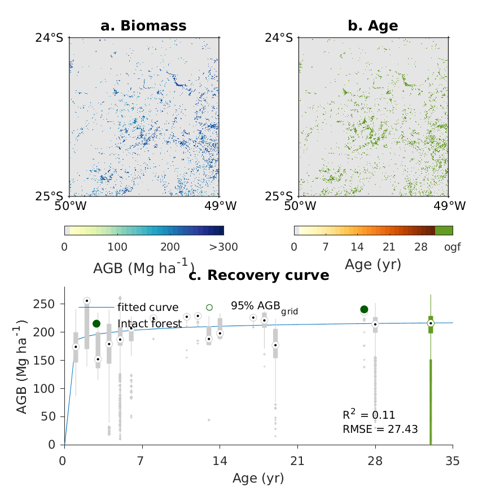 a. Biomass
b. Age
24°S
24°S
25°S
25°S
50°W
49°W
50°W
49°W
0 100 200 >300
0 7 14 21 28 ogf
AGB (Mg ha⁻¹)
Age (yr)
c. Recovery curve
250
200
150
100
50
0
AGB (Mg ha⁻¹)
fitted curve
95% AGB_grid
Intact forest
R² = 0.11
RMSE = 27.43
0 7 14 21 28 35
Age (yr)